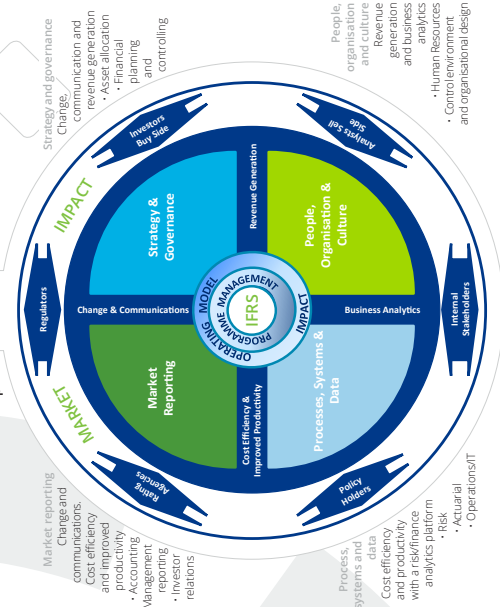 Strategy and governance
Change,
communication and
revenue generation
• Asset allocation
• Financial
planning
and
controlling
People,
organisation
and culture
Revenue
generation
and business
analytics
• Human Resources
• Control environment
and organisational design
Market reporting
Change and
communications.
Cost efficiency
and improved
productivity
• Accounting
Management
reporting
• Investor
relations
Process,
systems and
data
Cost efficiency
and productivity
with a risk/finance
analytics platform
• Risk
• Actuarial
• Operations/IT
MARKET
IMPACT
Regulators
Investors
Buy Side
Analysts Sell
Side
Internal
Stakeholders
Policy
Holders
Rating
Agencies
Strategy &
Governance
Revenue Generation
People,
Organisation &
Culture
Change & Communications
Business Analytics
Market
Reporting
Cost Efficiency &
Improved Productivity
Processes, Systems &
Data
OPERATING MODEL
IMPACT
PROGRAMME MANAGEMENT
IFRS